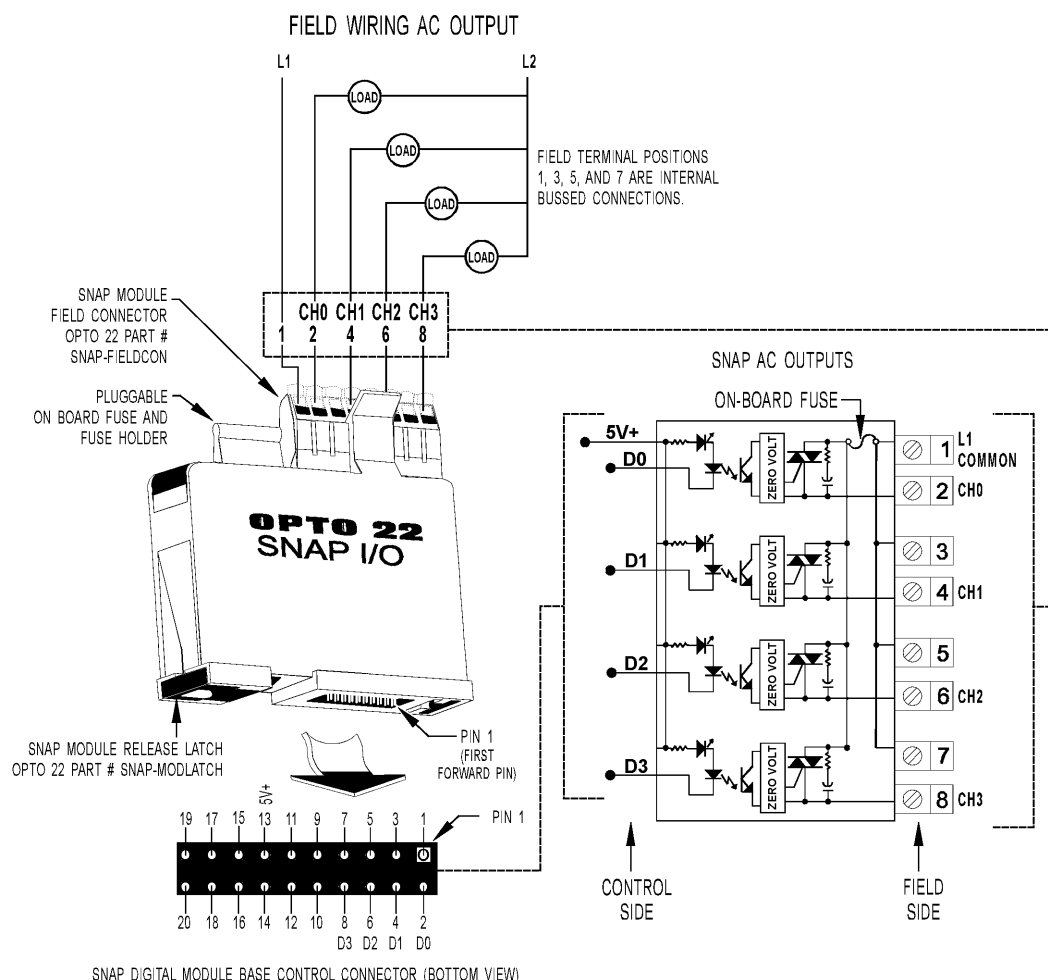 FIELD WIRING AC OUTPUT
L1
L2
LOAD
LOAD
LOAD
LOAD
FIELD TERMINAL POSITIONS
1, 3, 5, AND 7 ARE INTERNAL
BUSSED CONNECTIONS.
SNAP MODULE
FIELD CONNECTOR
OPTO 22 PART #
SNAP-FIELDCON
CH0 CH1 CH2 CH3
1 2 4 6 8
PLUGGABLE
ON BOARD FUSE AND
FUSE HOLDER
OPTO 22
SNAP I/O
SNAP MODULE RELEASE LATCH
OPTO 22 PART # SNAP-MODLATCH
PIN 1
(FIRST
FORWARD PIN)
SNAP AC OUTPUTS
ON-BOARD FUSE
5V+
D0
ZERO VOLT
1 L1
COMMON
2 CH0
D1
ZERO VOLT
3
4 CH1
D2
ZERO VOLT
5
6 CH2
D3
ZERO VOLT
7
8 CH3
CONTROL
SIDE
FIELD
SIDE
5V+
19 17 15 13 11 9 7 5 3 1
PIN 1
20 18 16 14 12 10 8 6 4 2
D3 D2 D1 D0
SNAP DIGITAL MODULE BASE CONTROL CONNECTOR (BOTTOM VIEW)